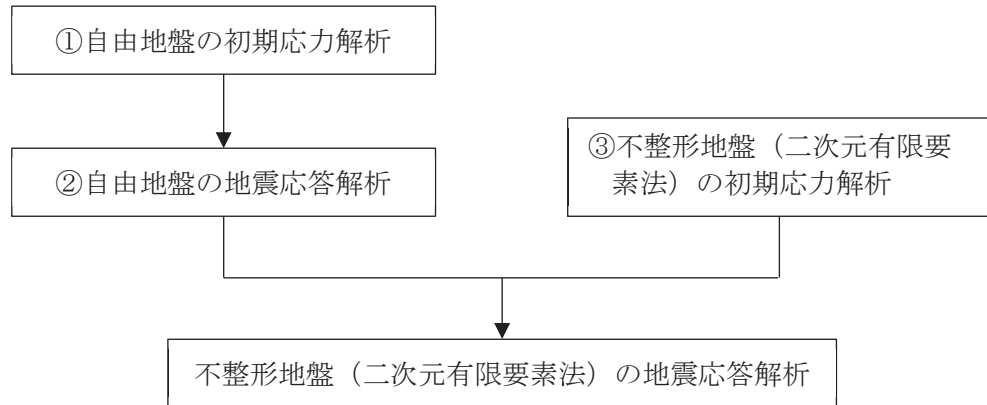 ①自由地盤の初期応力解析
②自由地盤の地震応答解析
③不整形地盤（二次元有限要
素法）の初期応力解析
不整形地盤（二次元有限要素法）の地震応答解析